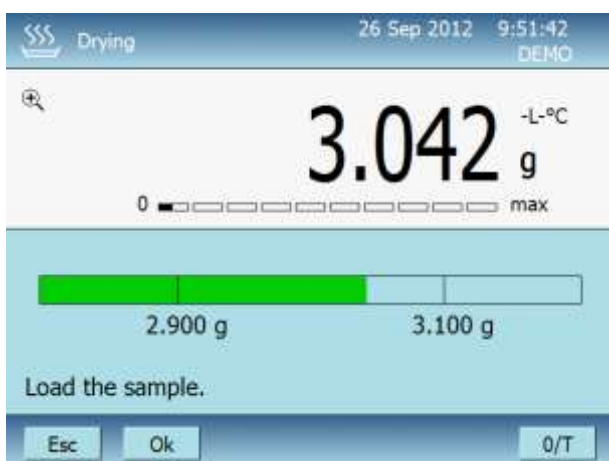 Drying 26 Sep 2012 9:51:42
DEMO
-L-°C
3.042 g
0 max
2.900 g 3.100 g
Load the sample.
Esc Ok 0/T